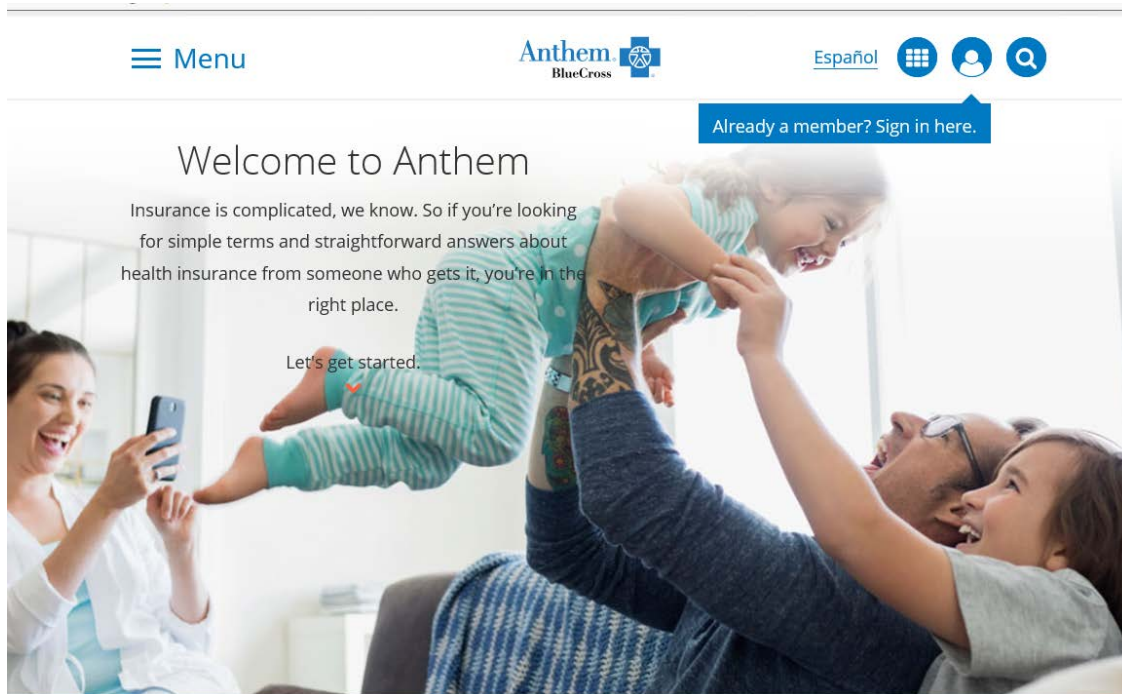 Menu
Anthem.
BlueCross
Español
Already a member? Sign in here.
Welcome to Anthem
Insurance is complicated, we know. So if you’re looking
for simple terms and straightforward answers about
health insurance from someone who gets it, you’re in the
right place.
Let's get started.